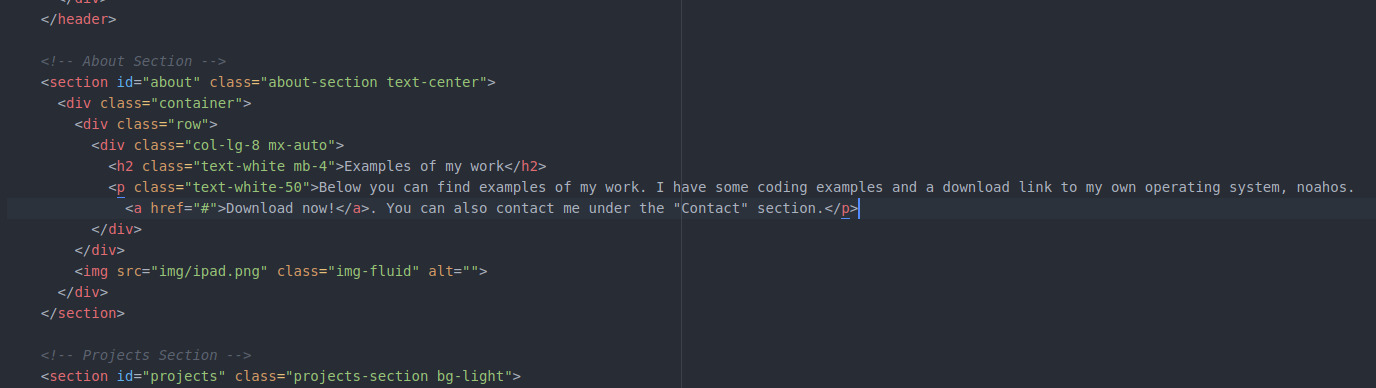 </div>
</header>
<!-- About Section -->
<section id="about" class="about-section text-center">
<div class="container">
<div class="row">
<div class="col-lg-8 mx-auto">
<h2 class="text-white mb-4">Examples of my work</h2>
<p class="text-white-50">Below you can find examples of my work. I have some coding examples and a download link to my own operating system, noahos.
<a href="#">Download now!</a>. You can also contact me under the "Contact" section.</p>
</div>
</div>
<img src="img/ipad.png" class="img-fluid" alt="">
</div>
</section>
<!-- Projects Section -->
<section id="projects" class="projects-section bg-light">